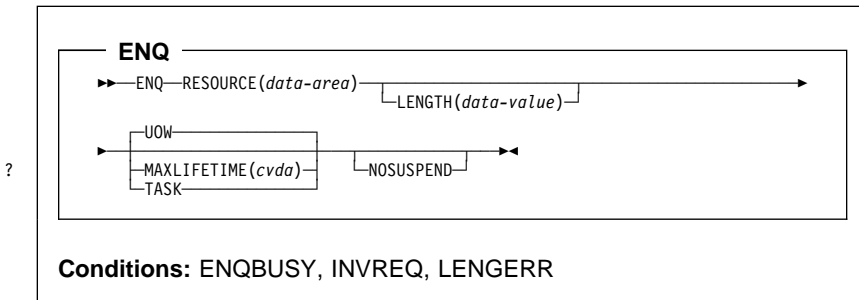 ENQ
ENQ RESOURCE(data-area)
LENGTH(data-value)
UOW
MAXLIFETIME(cvda)
NOSUSPEND
TASK
?
Conditions: ENQBUSY, INVREQ, LENGERR